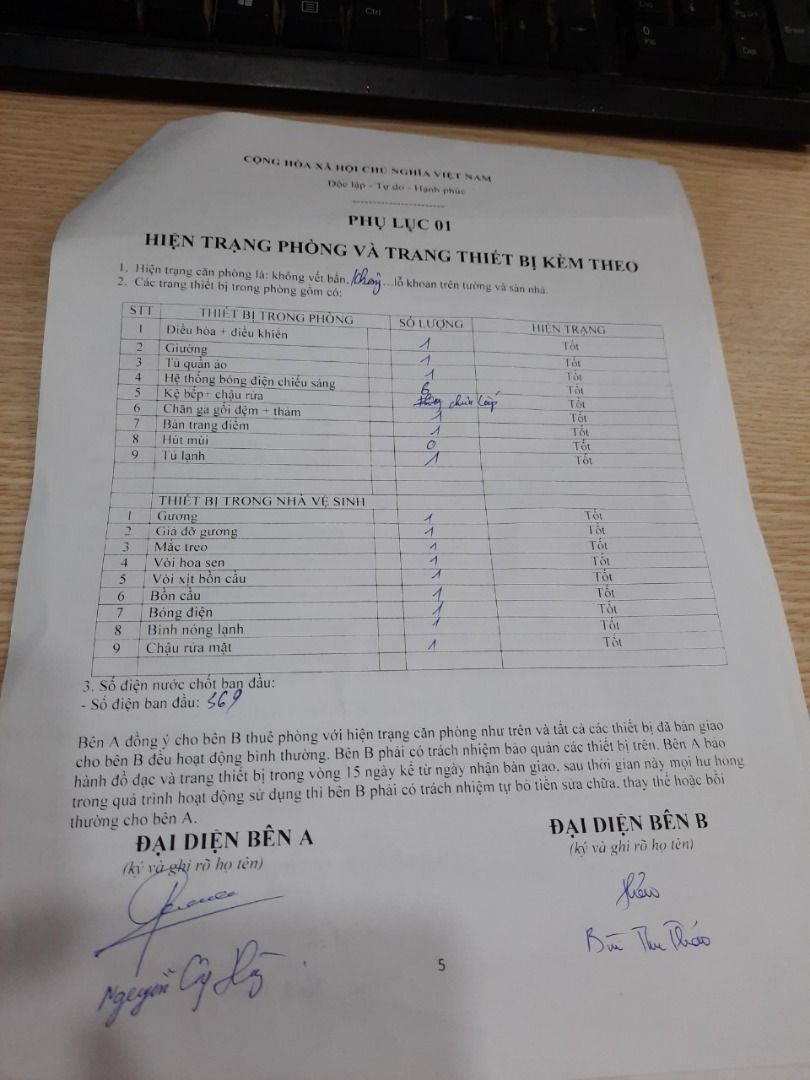 Ctrl
CỘNG HÒA XÃ HỘI CHỦ NGHĨA VIỆT NAM
Độc lập - Tự do - Hạnh phúc
PHỤ LỤC 01
HIỆN TRẠNG PHÒNG VÀ TRANG THIẾT BỊ KÈM THEO
1. Hiện trạng căn phòng là: không vết bẩn, không...lỗ khoan trên tường và sàn nhà.
2. Các trang thiết bị trong phòng gồm có:
STT THIẾT BỊ TRONG PHÒNG SỐ LƯỢNG HIỆN TRẠNG
1 Điều hòa + điều khiển 1 Tốt
2 Giường 1 Tốt
3 Tủ quần áo 1 Tốt
4 Hệ thống bóng điện chiếu sáng 6 Tốt
5 Kệ bếp+ chậu rửa chưa lắp Tốt
6 Chăn ga gối đệm + thảm 1 Tốt
7 Bàn trang điểm 1 Tốt
8 Hút mùi 0 Tốt
9 Tủ lạnh 1 Tốt
THIẾT BỊ TRONG NHÀ VỆ SINH
1 Gương 1 Tốt
2 Giá đỡ gương 1 Tốt
3 Mắc treo 1 Tốt
4 Vòi hoa sen 1 Tốt
5 Vòi xịt bồn cầu 1 Tốt
6 Bồn cầu 1 Tốt
7 Bóng điện 1 Tốt
8 Bình nóng lạnh 1 Tốt
9 Chậu rửa mặt 1 Tốt
3. Số điện nước chốt ban đầu:
- Số điện ban đầu: 369
Bên A đồng ý cho bên B thuê phòng với hiện trạng căn phòng như trên và tất cả các thiết bị đã bàn giao
cho bên B đều hoạt động bình thường. Bên B phải có trách nhiệm bảo quản các thiết bị trên. Bên A bảo
hành đồ đạc và trang thiết bị trong vòng 15 ngày kể từ ngày nhận bàn giao, sau thời gian này mọi hư hỏng
trong quá trình hoạt động sử dụng thì bên B phải có trách nhiệm tự bỏ tiền sửa chữa, thay thế hoặc bồi
thường cho bên A.
ĐẠI DIỆN BÊN A ĐẠI DIỆN BÊN B
(ký và ghi rõ họ tên) (ký và ghi rõ họ tên)
Thảo
Nguyễn Bùi Thu Thảo
5